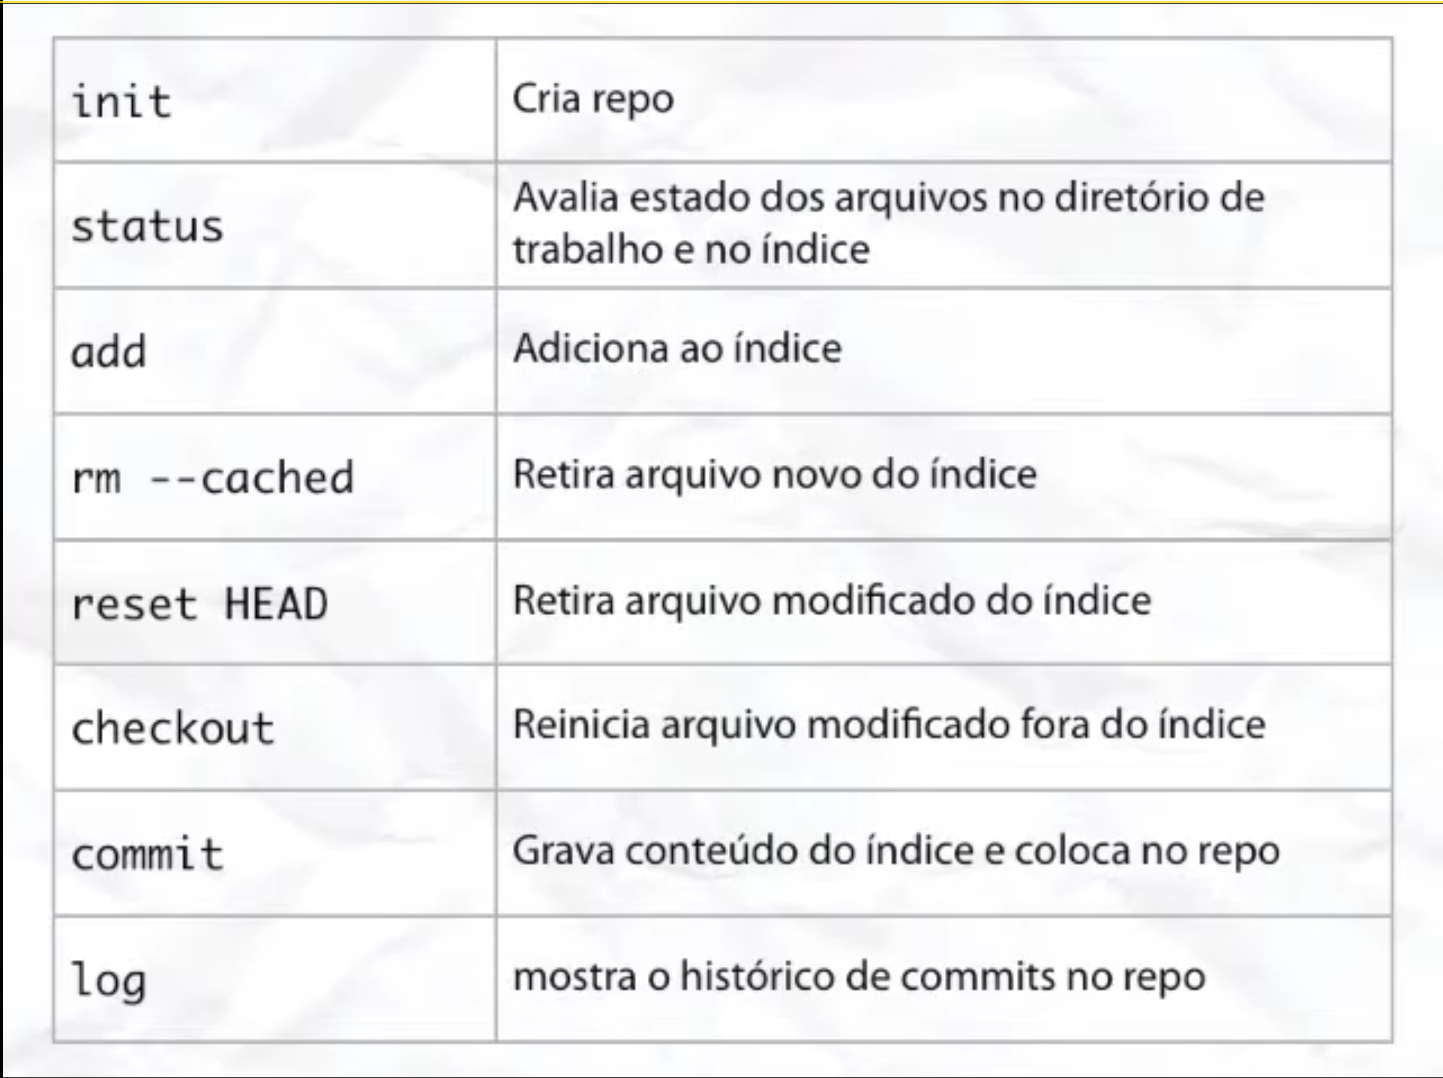 init
Cria repo
status
Avalia estado dos arquivos no diretório de
trabalho e no índice
add
Adiciona ao índice
rm --cached
Retira arquivo novo do índice
reset HEAD
Retira arquivo modificado do índice
checkout
Reinicia arquivo modificado fora do índice
commit
Grava conteúdo do índice e coloca no repo
log
mostra o histórico de commits no repo